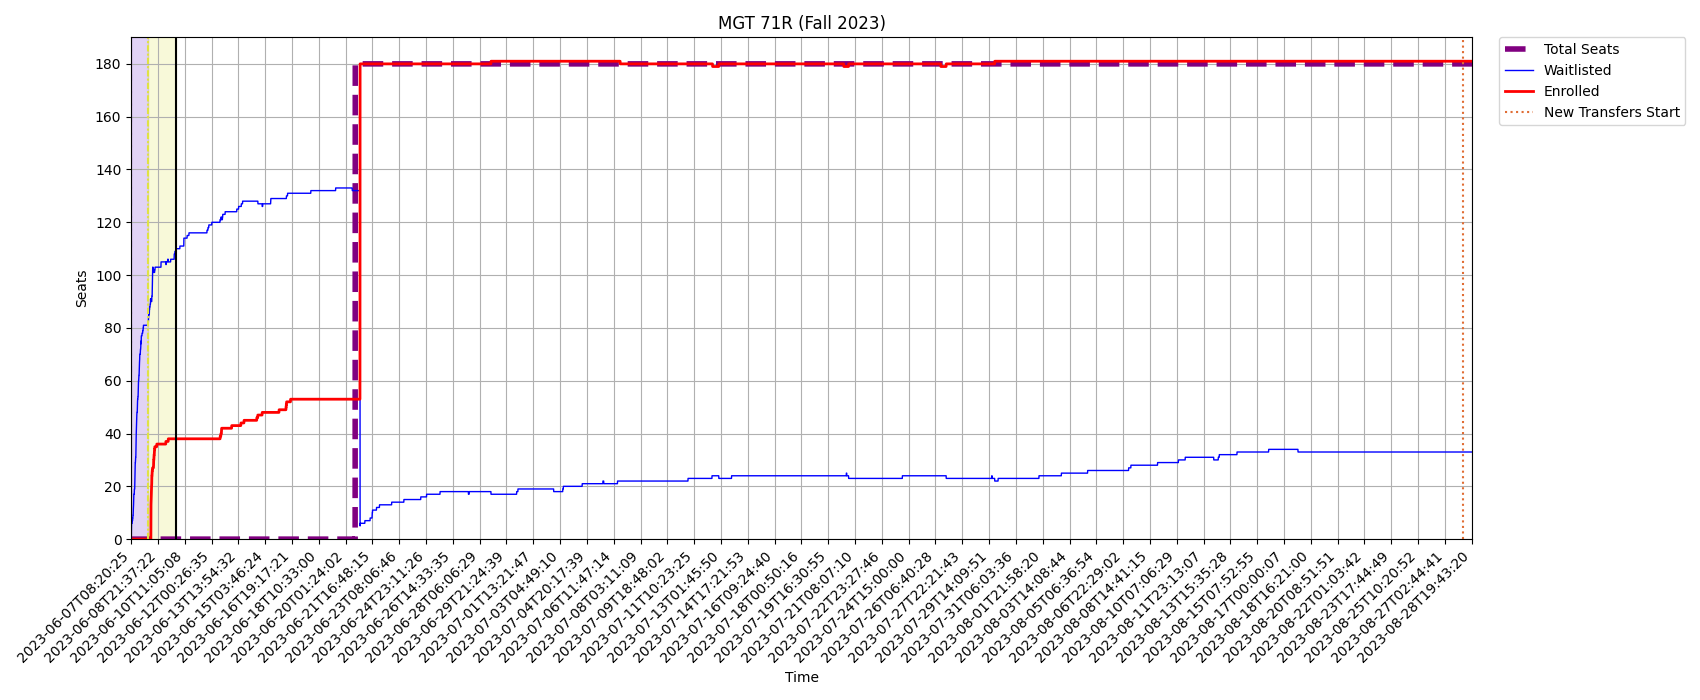 MGT 71R (Fall 2023)
Total Seats
Waitlisted
Enrolled
New Transfers Start
Seats
180
160
140
120
100
80
60
40
20
0
2023-06-07T08:20:25
2023-06-08T21:37:22
2023-06-10T11:05:08
2023-06-12T00:26:35
2023-06-13T13:54:32
2023-06-15T03:46:24
2023-06-16T19:17:21
2023-06-18T10:33:00
2023-06-20T01:24:02
2023-06-21T16:48:15
2023-06-23T08:06:46
2023-06-24T23:11:26
2023-06-26T14:33:35
2023-06-28T06:06:29
2023-06-29T21:24:39
2023-07-01T13:21:47
2023-07-03T04:49:10
2023-07-04T20:17:39
2023-07-06T11:47:14
2023-07-08T03:11:09
2023-07-09T18:48:02
2023-07-11T10:23:25
2023-07-13T01:45:50
2023-07-14T17:21:53
2023-07-16T09:24:40
2023-07-18T00:50:16
2023-07-19T16:30:55
2023-07-21T08:07:10
2023-07-22T23:27:46
2023-07-24T15:00:00
2023-07-26T06:40:28
2023-07-27T22:21:43
2023-07-29T14:09:51
2023-07-31T06:03:36
2023-08-01T21:58:20
2023-08-03T14:08:44
2023-08-05T06:36:54
2023-08-06T22:29:02
2023-08-08T14:41:15
2023-08-10T07:06:29
2023-08-11T23:13:07
2023-08-13T15:35:28
2023-08-15T07:52:55
2023-08-17T00:00:07
2023-08-18T16:21:00
2023-08-20T08:51:51
2023-08-22T01:03:42
2023-08-23T17:44:49
2023-08-25T10:20:52
2023-08-27T02:44:41
2023-08-28T19:43:20
Time